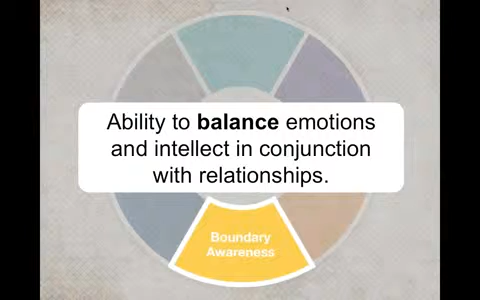 Ability to balance emotions
and intellect in conjunction
with relationships.
Boundary
Awareness